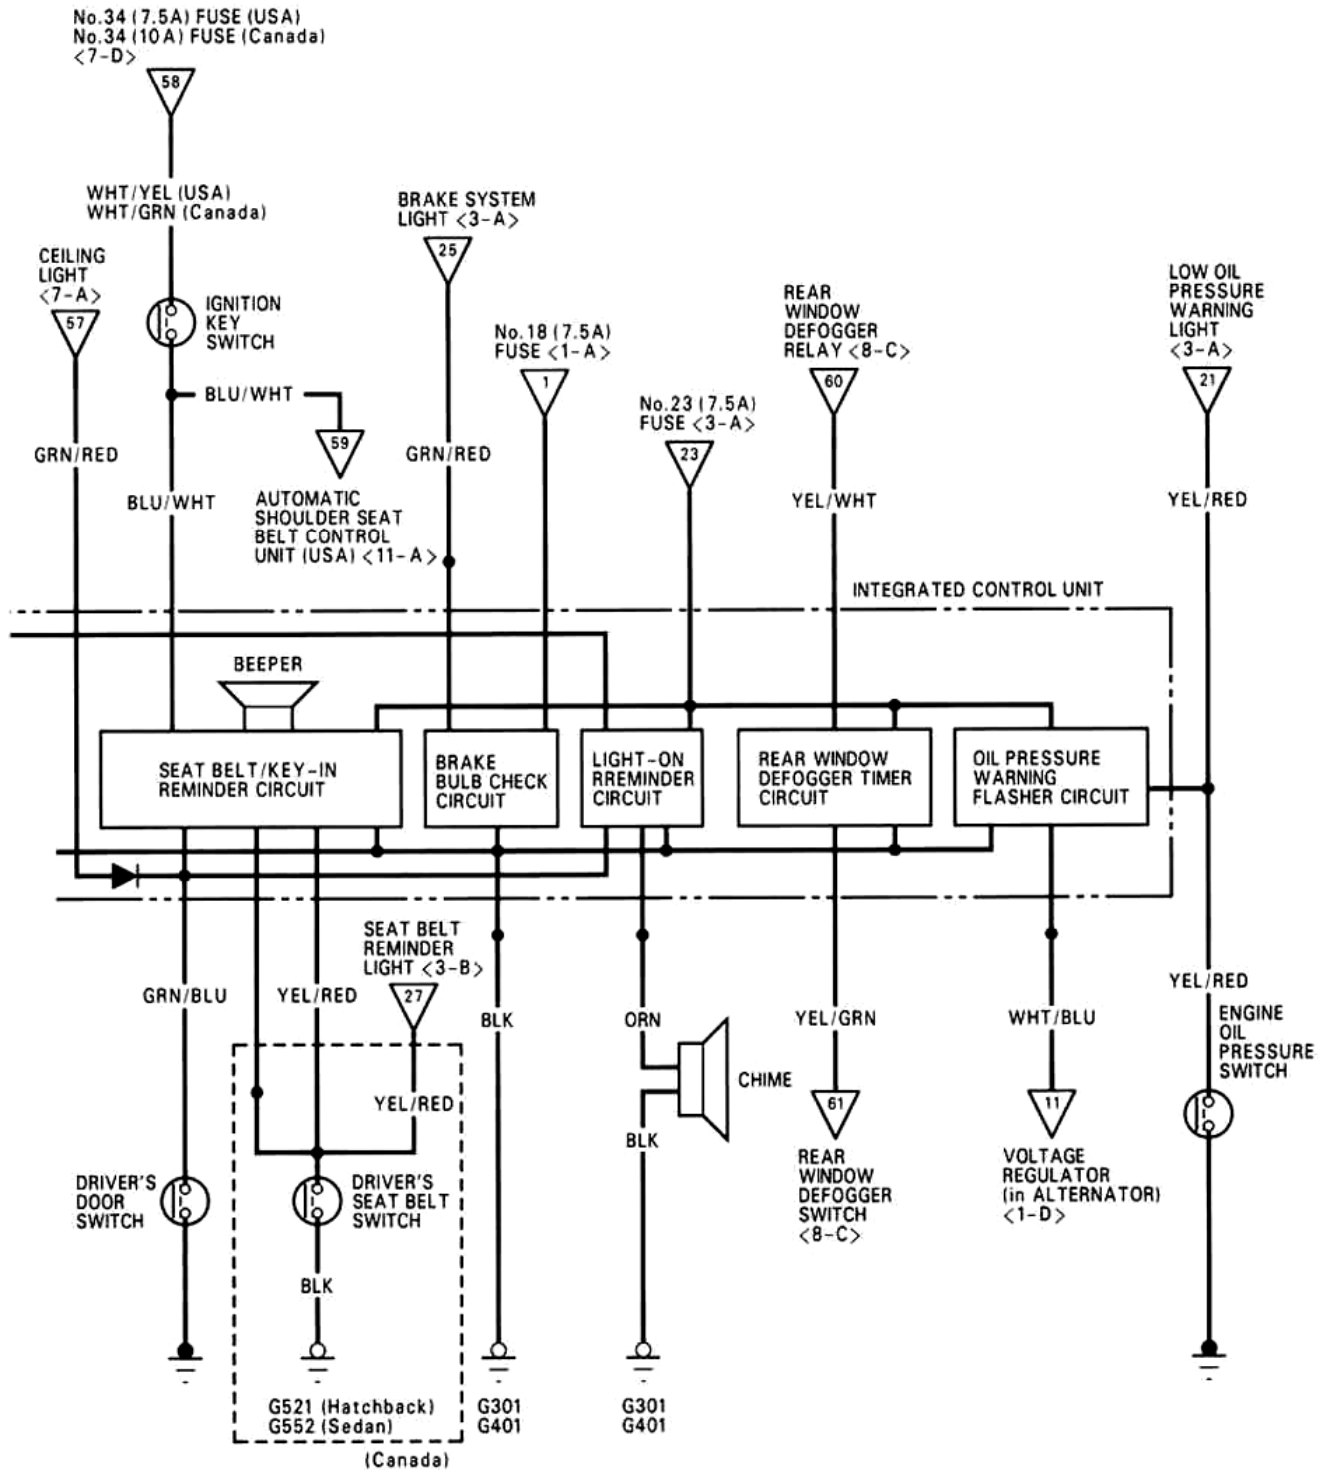 No.34 (7.5A) FUSE (USA)
No.34 (10A) FUSE (Canada)
<7-D>
58
WHT/YEL (USA)
WHT/GRN (Canada)
CEILING
LIGHT
<7-A>
57
IGNITION
KEY
SWITCH
BRAKE SYSTEM
LIGHT <3-A>
25
No.18 (7.5A)
FUSE <1-A>
1
No.23 (7.5A)
FUSE <3-A>
23
REAR
WINDOW
DEFOGGER
RELAY <8-C>
60
LOW OIL
PRESSURE
WARNING
LIGHT
<3-A>
21
BLU/WHT
59
GRN/RED
BLU/WHT
AUTOMATIC
SHOULDER SEAT
BELT CONTROL
UNIT (USA) <11-A>
GRN/RED
YEL/WHT
YEL/RED
INTEGRATED CONTROL UNIT
BEEPER
SEAT BELT/KEY-IN
REMINDER CIRCUIT
BRAKE
BULB CHECK
CIRCUIT
LIGHT-ON
RREMINDER
CIRCUIT
REAR WINDOW
DEFOGGER TIMER
CIRCUIT
OIL PRESSURE
WARNING
FLASHER CIRCUIT
SEAT BELT
REMINDER
LIGHT <3-B>
27
GRN/BLU
YEL/RED
BLK
ORN
YEL/GRN
WHT/BLU
YEL/RED
ENGINE
OIL
PRESSURE
SWITCH
CHIME
YEL/RED
61
11
BLK
REAR
WINDOW
DEFOGGER
SWITCH
<8-C>
VOLTAGE
REGULATOR
(in ALTERNATOR)
<1-D>
DRIVER'S
DOOR
SWITCH
DRIVER'S
SEAT BELT
SWITCH
BLK
G521 (Hatchback)
G552 (Sedan)
G301
G401
G301
G401
(Canada)